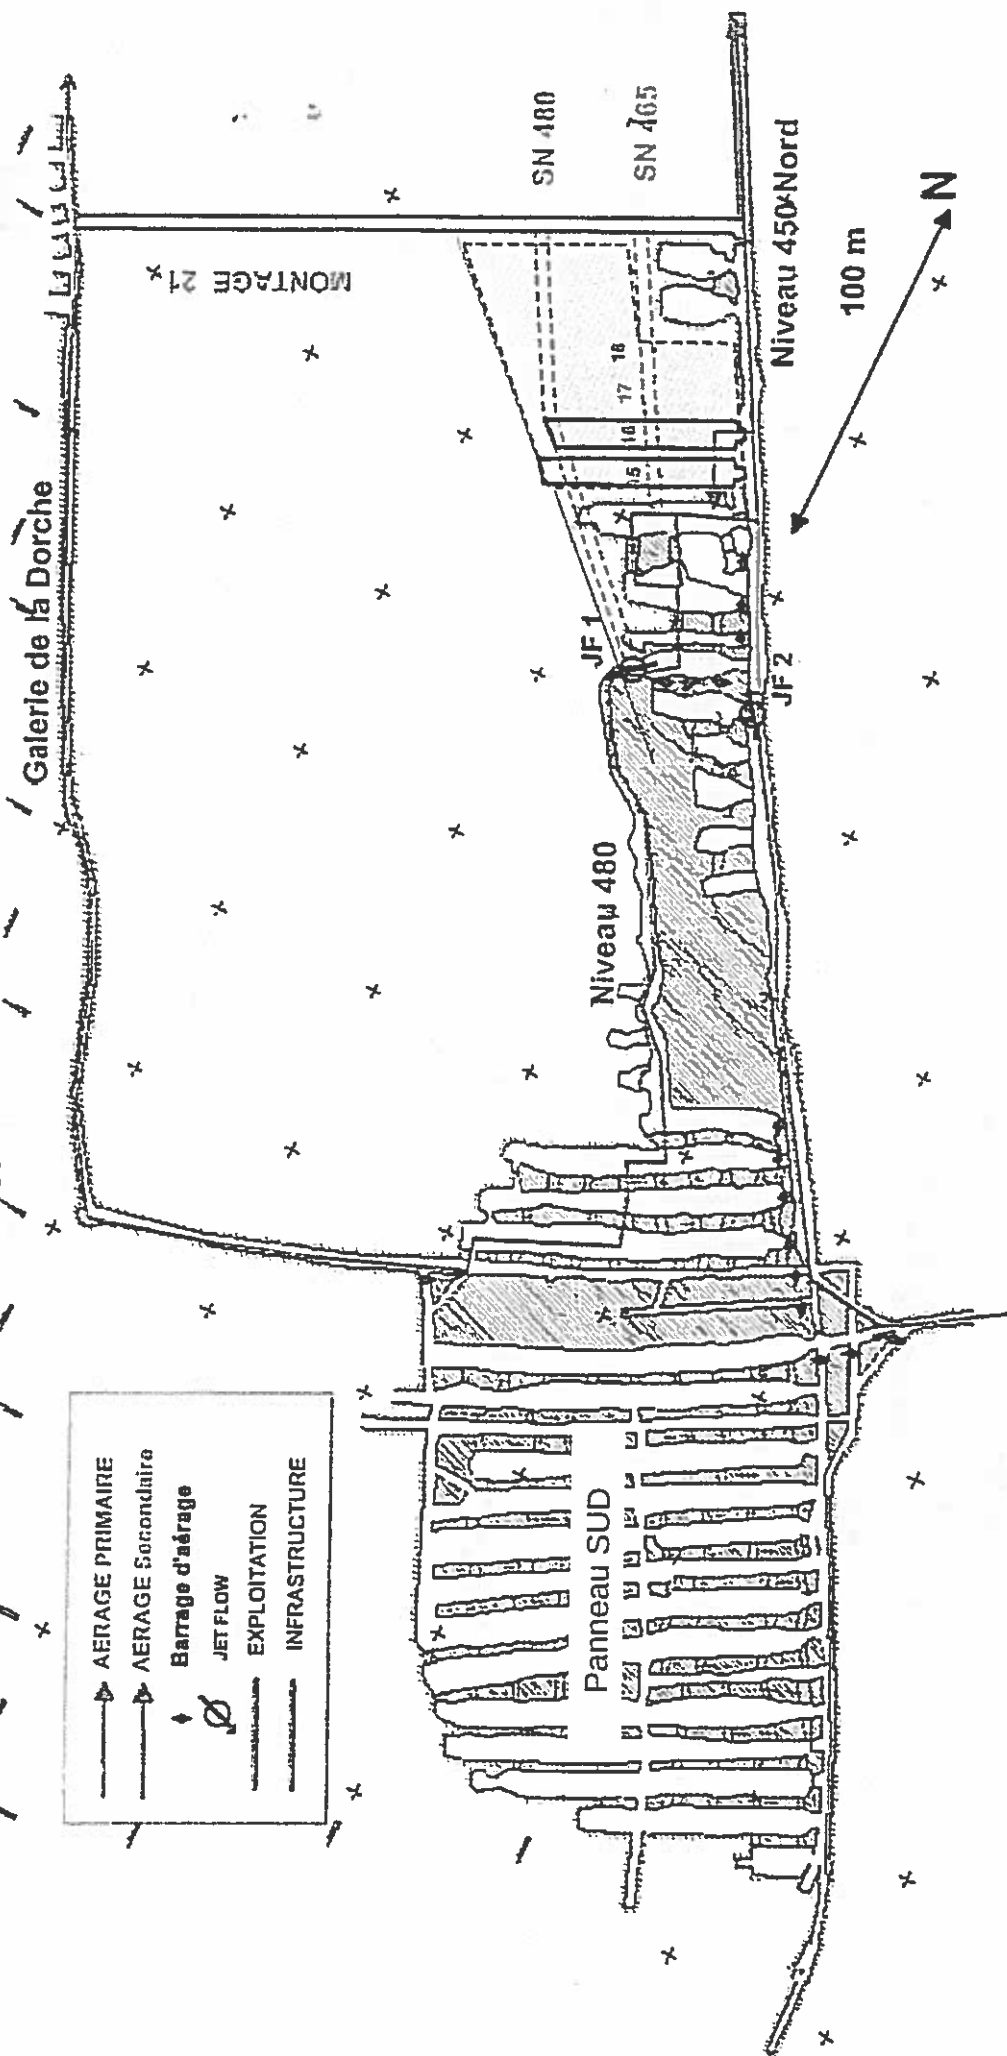 Galerie de la Dorche
MONTAGE 21
SN 480
SN 465
Niveau 450 Nord
N
100 m
15
16
17
18
JF 1
JF 2
Niveau 480
Panneau SUD
AERAGE PRIMAIRE
AERAGE Secondaire
Barrage d'aérage
JET FLOW
EXPLOITATION
INFRASTRUCTURE